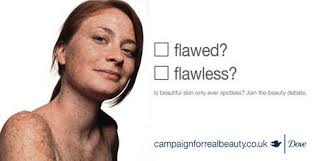 flawed?
flawless?
Is beautiful skin only ever spotless? Join the beauty debate.
campaignforrealbeauty.co.uk
Dove